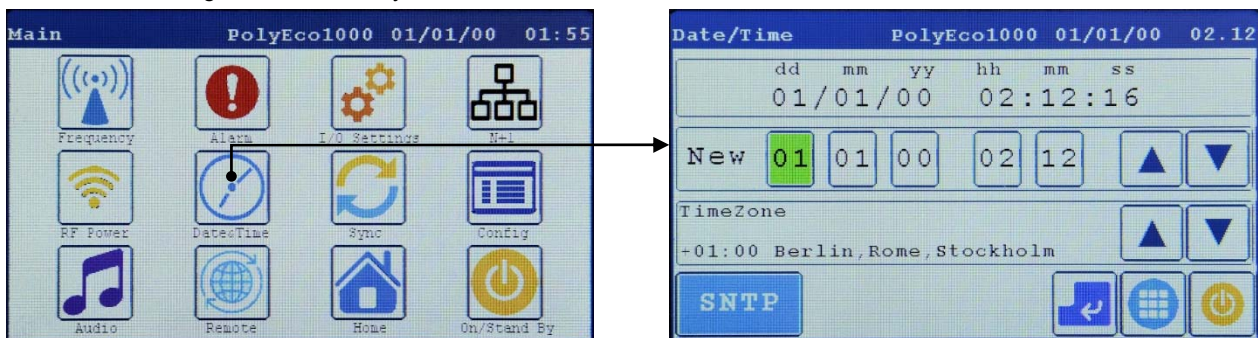 Main PolyEco1000 01/01/00 01:55
Frequency Alarm I/O Settings N+1
RF Power Date&Time Sync Config
Audio Remote Home On/Stand By
Date/Time PolyEco1000 01/01/00 02.12
dd mm yy hh mm ss
01/01/00 02:12:16
New 01 01 00 02 12
TimeZone
+01:00 Berlin,Rome,Stockholm
SNTP